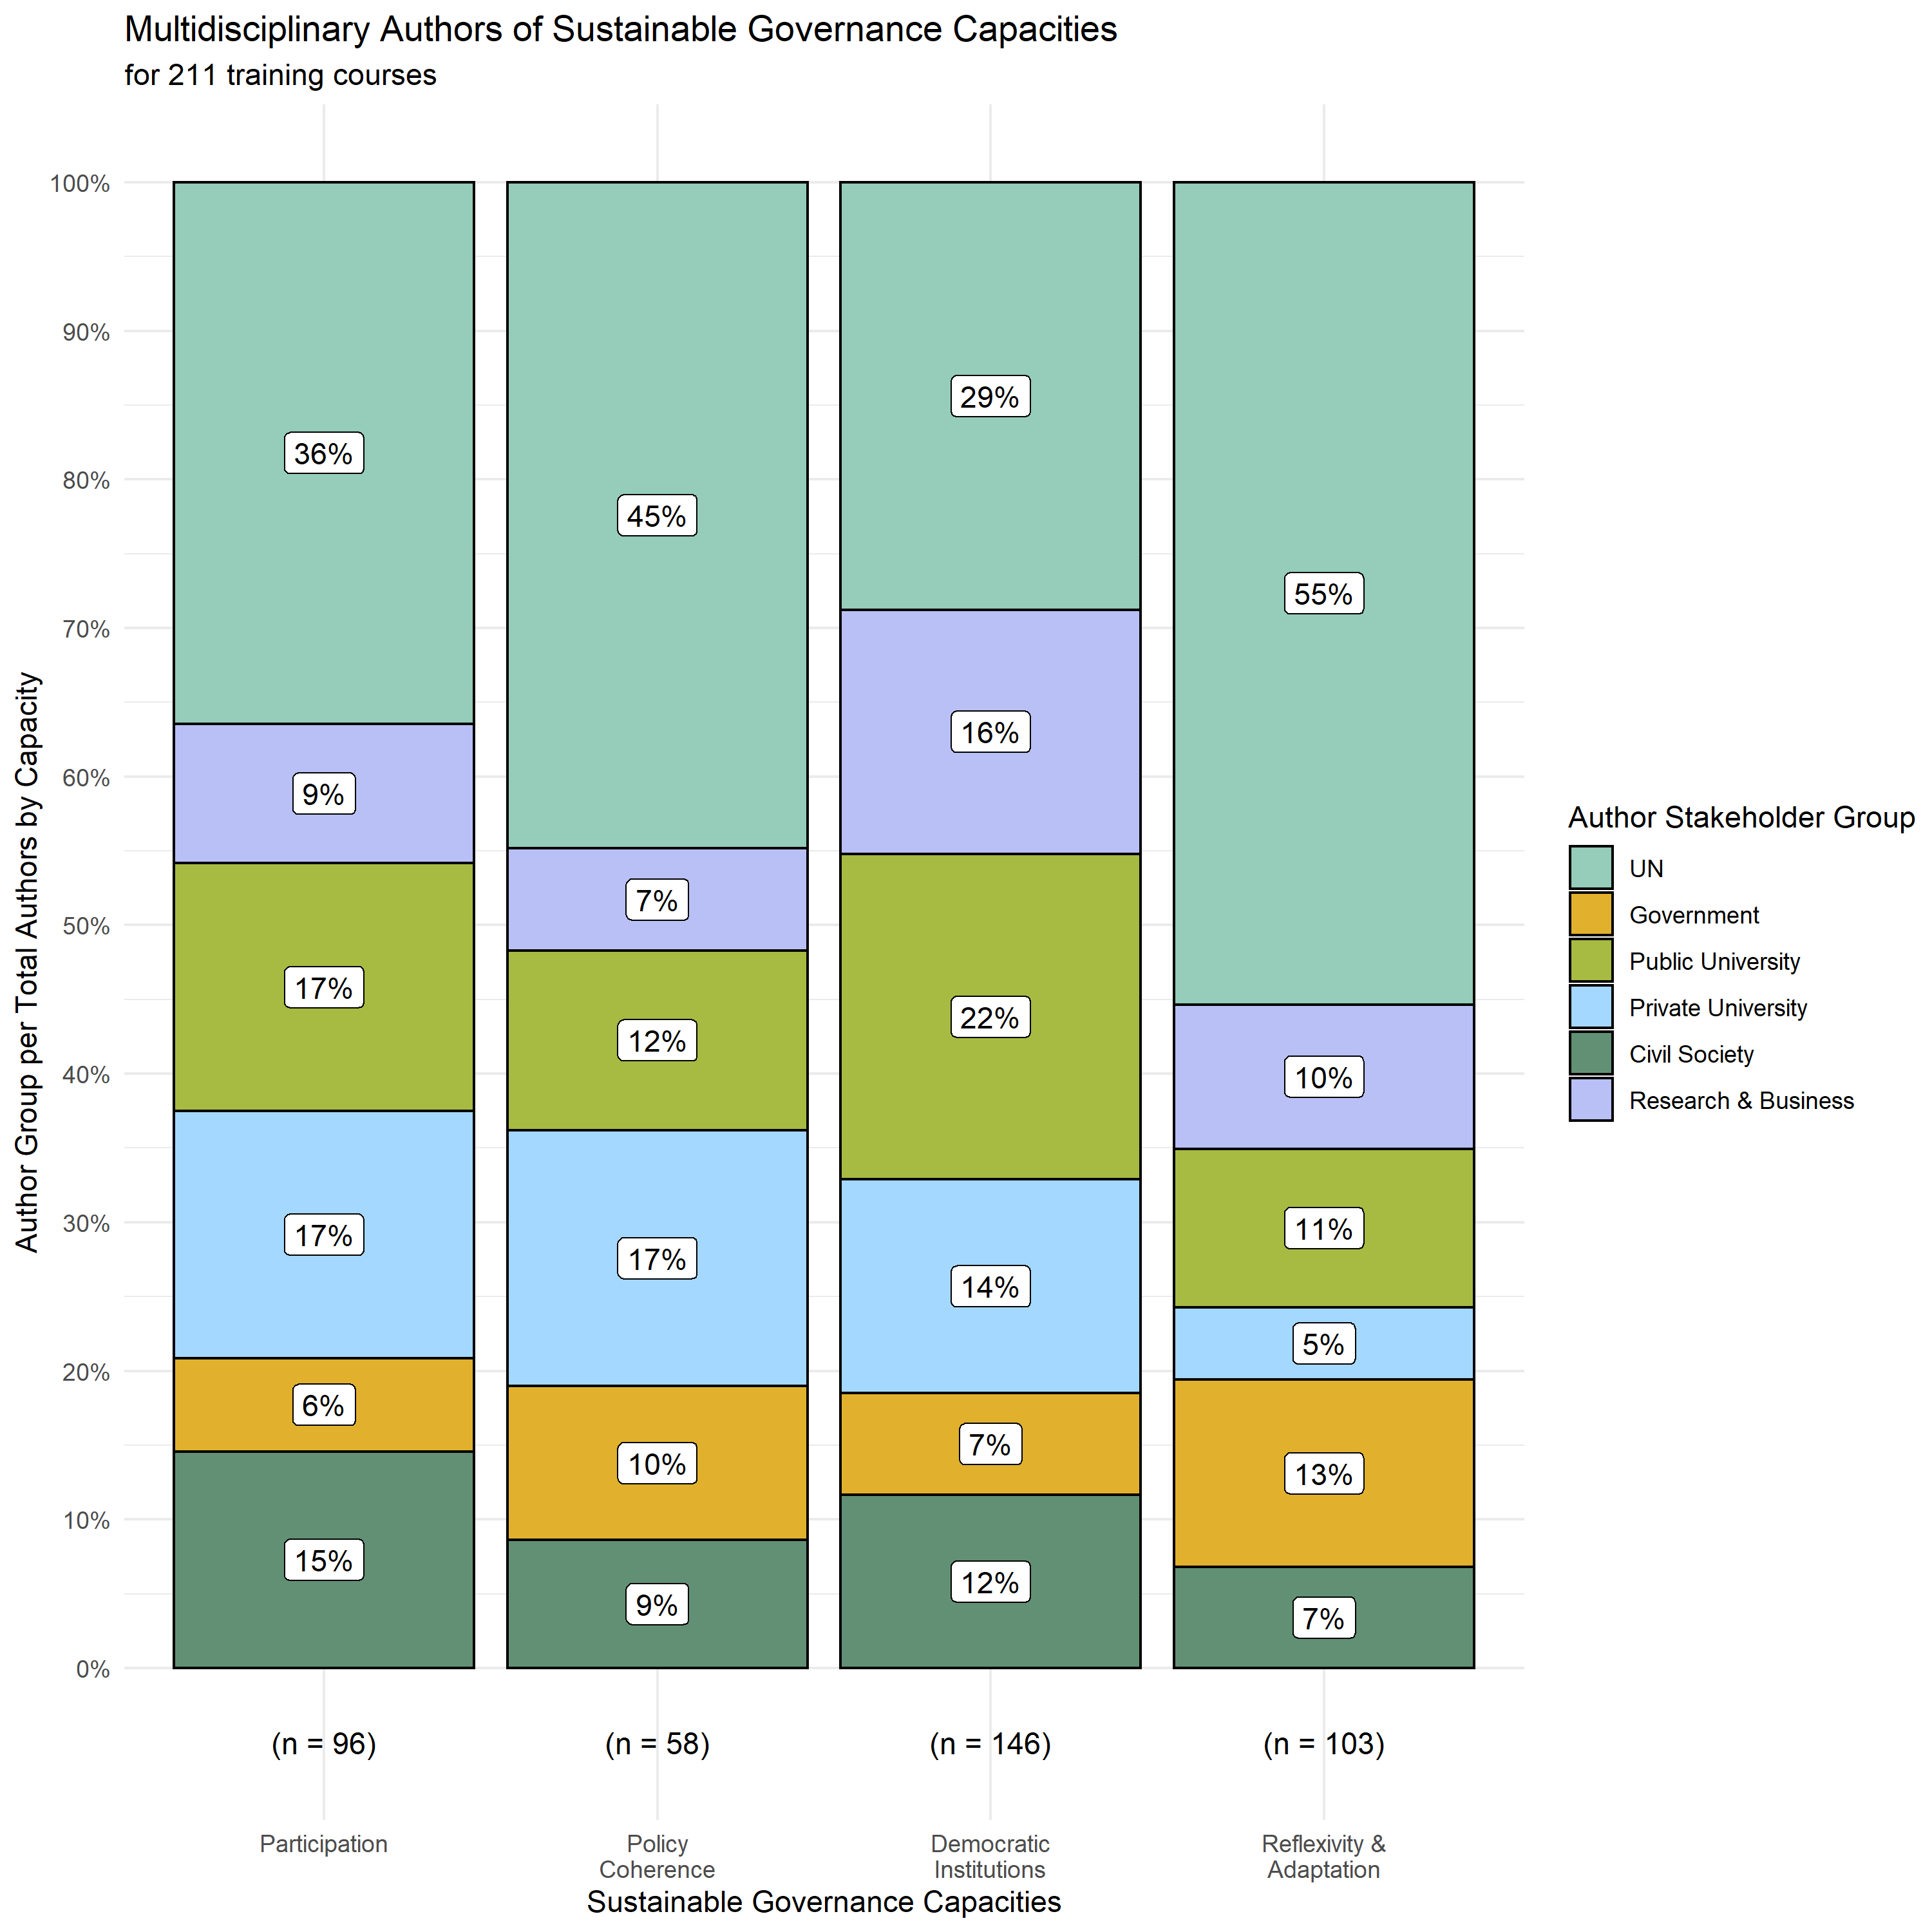 Multidisciplinary Authors of Sustainable Governance Capacities
for 211 training courses
Author Group per Total Authors by Capacity
100%
90%
80%
70%
60%
50%
40%
30%
20%
10%
0%
36%
9%
17%
17%
6%
15%
45%
7%
12%
17%
10%
9%
29%
16%
22%
14%
7%
12%
55%
10%
11%
5%
13%
7%
(n = 96)
(n = 58)
(n = 146)
(n = 103)
Participation
Policy
Coherence
Democratic
Institutions
Reflexivity &
Adaptation
Sustainable Governance Capacities
Author Stakeholder Group
UN
Government
Public University
Private University
Civil Society
Research & Business